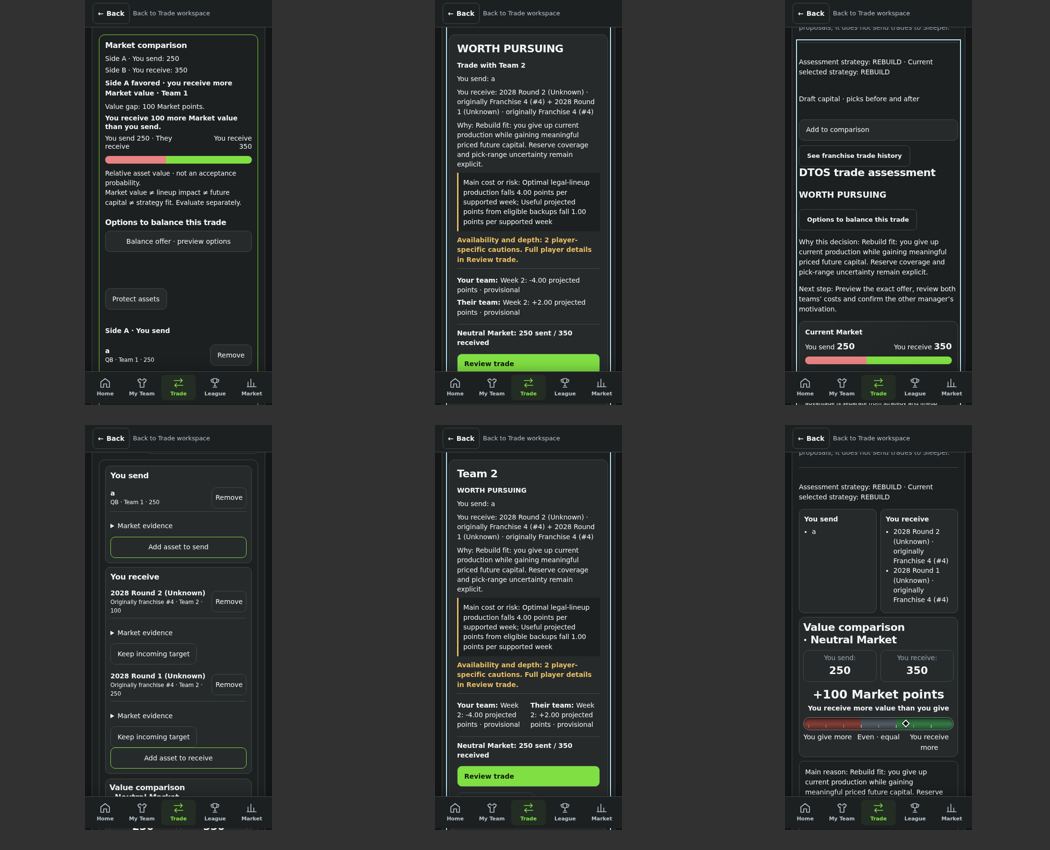 ← Back
Back to Trade workspace
Market comparison
Side A · You send: 250
Side B · You receive: 350
Side A favored · you receive more
Market value · Team 1
Value gap: 100 Market points.
You receive 100 more Market value
than you send.
You send 250 · They
receive
You receive
350
Relative asset value · not an acceptance
probability.
Market value ≠ lineup impact ≠ future
capital ≠ strategy fit. Evaluate separately.
Options to balance this trade
Balance offer · preview options
Protect assets
Side A · You send
a
QB · Team 1 · 250
Remove
Home
My Team
Trade
League
Market
← Back
Back to Trade workspace
WORTH PURSUING
Trade with Team 2
You send: a
You receive: 2028 Round 2 (Unknown) ·
originally Franchise 4 (#4) + 2028 Round
1 (Unknown) · originally Franchise 4 (#4)
Why: Rebuild fit: you give up current
production while gaining meaningful
priced future capital. Reserve coverage
and pick-range uncertainty remain
explicit.
Main cost or risk: Optimal legal-lineup
production falls 4.00 points per
supported week; Useful projected
points from eligible backups fall 1.00
points per supported week
Availability and depth: 2 player-
specific cautions. Full player details
in Review trade.
Your team: Week 2: -4.00 projected
points · provisional
Their team: Week 2: +2.00 projected
points · provisional
Neutral Market: 250 sent / 350
received
Review trade
Home
My Team
Trade
League
Market
← Back
Back to Trade workspace
proposals, it does not send trades to Sleeper.
Assessment strategy: REBUILD · Current
selected strategy: REBUILD
Draft capital · picks before and after
Add to comparison
See franchise trade history
DTOS trade assessment
WORTH PURSUING
Options to balance this trade
Why this decision: Rebuild fit: you give up
current production while gaining meaningful
priced future capital. Reserve coverage and
pick-range uncertainty remain explicit.
Next step: Preview the exact offer, review both
teams' costs and confirm the other manager's
motivation.
Current Market
You send 250
You receive 350
Home
My Team
Trade
League
Market
← Back
Back to Trade workspace
You send
a
QB · Team 1 · 250
Remove
▶ Market evidence
Add asset to send
You receive
2028 Round 2 (Unknown)
Originally franchise #4 · Team 2 ·
100
Remove
▶ Market evidence
Keep incoming target
2028 Round 1 (Unknown)
Originally franchise #4 · Team 2 ·
250
Remove
▶ Market evidence
Keep incoming target
Add asset to receive
Value comparison
Home
My Team
Trade
League
Market
← Back
Back to Trade workspace
Team 2
WORTH PURSUING
You send: a
You receive: 2028 Round 2 (Unknown) ·
originally Franchise 4 (#4) + 2028 Round
1 (Unknown) · originally Franchise 4 (#4)
Why: Rebuild fit: you give up current
production while gaining meaningful
priced future capital. Reserve coverage
and pick-range uncertainty remain
explicit.
Main cost or risk: Optimal legal-lineup
production falls 4.00 points per
supported week; Useful projected
points from eligible backups fall 1.00
points per supported week
Availability and depth: 2 player-
specific cautions. Full player details
in Review trade.
Your team: Week
2: -4.00 projected
points · provisional
Their team: Week
2: +2.00 projected
points · provisional
Neutral Market: 250 sent / 350
received
Review trade
Home
My Team
Trade
League
Market
← Back
Back to Trade workspace
proposals, it does not send trades to Sleeper.
Assessment strategy: REBUILD · Current
selected strategy: REBUILD
You send
• a
You receive
• 2028 Round 2
(Unknown) ·
originally
Franchise 4 (#4)
• 2028 Round 1
(Unknown) ·
originally
Franchise 4 (#4)
Value comparison
· Neutral Market
You send:
250
You receive:
350
+100 Market points
You receive more value than you give
You give more
Even · equal
You receive
more
Main reason: Rebuild fit: you give up
current production while gaining
meaningful priced future capital. Reserve
Home
My Team
Trade
League
Market